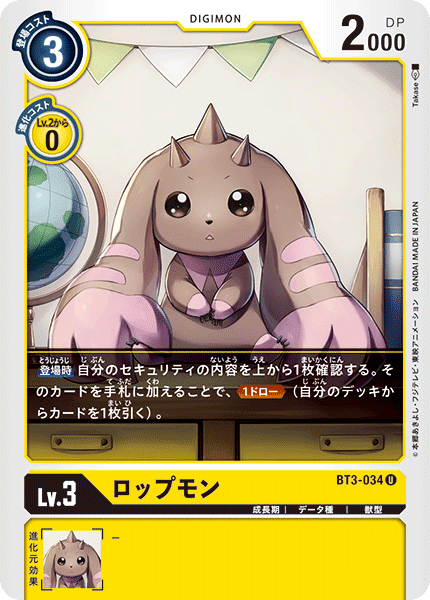 登場コスト
3
DIGIMON
DP
2000
進化コスト
Lv.2から
0
Takase
©本郷あきよし・フジテレビ・東映アニメーション BANDAI MADE IN JAPAN
登場時 自分のセキュリティの内容を上から1枚確認する。そ
のカードを手札に加えることで、1ドロー（自分のデッキ
からカードを1枚引く）。
Lv.3
ロップモン
BT3-034 U
成長期 | データ種 | 獣型
進化元効果
-